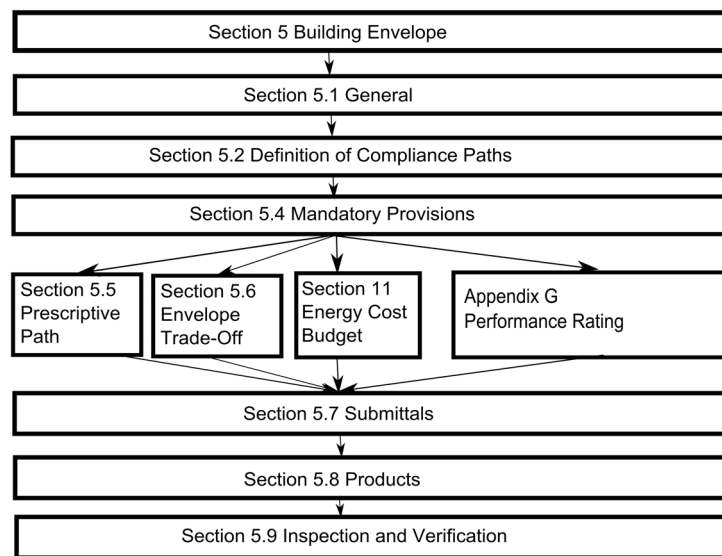 Section 5 Building Envelope
Section 5.1 General
Section 5.2 Definition of Compliance Paths
Section 5.4 Mandatory Provisions
Section 5.5
Prescriptive
Path
Section 5.6
Envelope
Trade-Off
Section 11
Energy Cost
Budget
Appendix G
Performance Rating
Section 5.7 Submittals
Section 5.8 Products
Section 5.9 Inspection and Verification